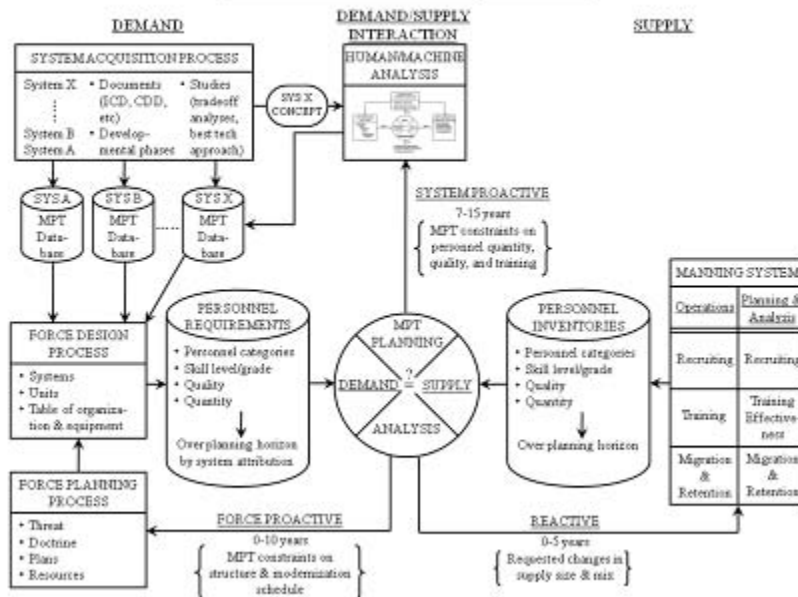 DEMAND
DEMAND/SUPPLY
INTERACTION
SUPPLY
SYSTEM ACQUISITION PROCESS
System X
System B
System A
• Documents
(ICD, CDD,
etc)
• Develop-
mental phases
• Studies
(tradeoff
analyses,
best tech
approach)
SYS X
CONCEPT
HUMAN/MACHINE
ANALYSIS
SYS A
MPT
Data-
base
SYS B
MPT
Data-
base
SYS X
MPT
Data-
base
SYSTEM PROACTIVE
7-15 years
MPT constraints on
personnel quantity,
quality, and training
FORCE DESIGN
PROCESS
• Systems
• Units
• Table of organiza-
tion & equipment
PERSONNEL
REQUIREMENTS
• Personnel categories
• Skill level/grade
• Quality
• Quantity
Over planning horizon
by system attribution
MPT
PLANNING
?
DEMAND = SUPPLY
ANALYSIS
PERSONNEL
INVENTORIES
• Personnel categories
• Skill level/grade
• Quality
• Quantity
Over planning horizon
MANNING SYSTEM
Operations
Planning &
Analysis
Recruiting
Recruiting
Training
Training
Effective-
ness
Migration
&
Retention
Migration
&
Retention
FORCE PLANNING
PROCESS
• Threat
• Doctrine
• Plans
• Resources
FORCE PROACTIVE
0-10 years
MPT constraints on
structure & modernization
schedule
REACTIVE
0-5 years
Requested changes in
supply size & mix